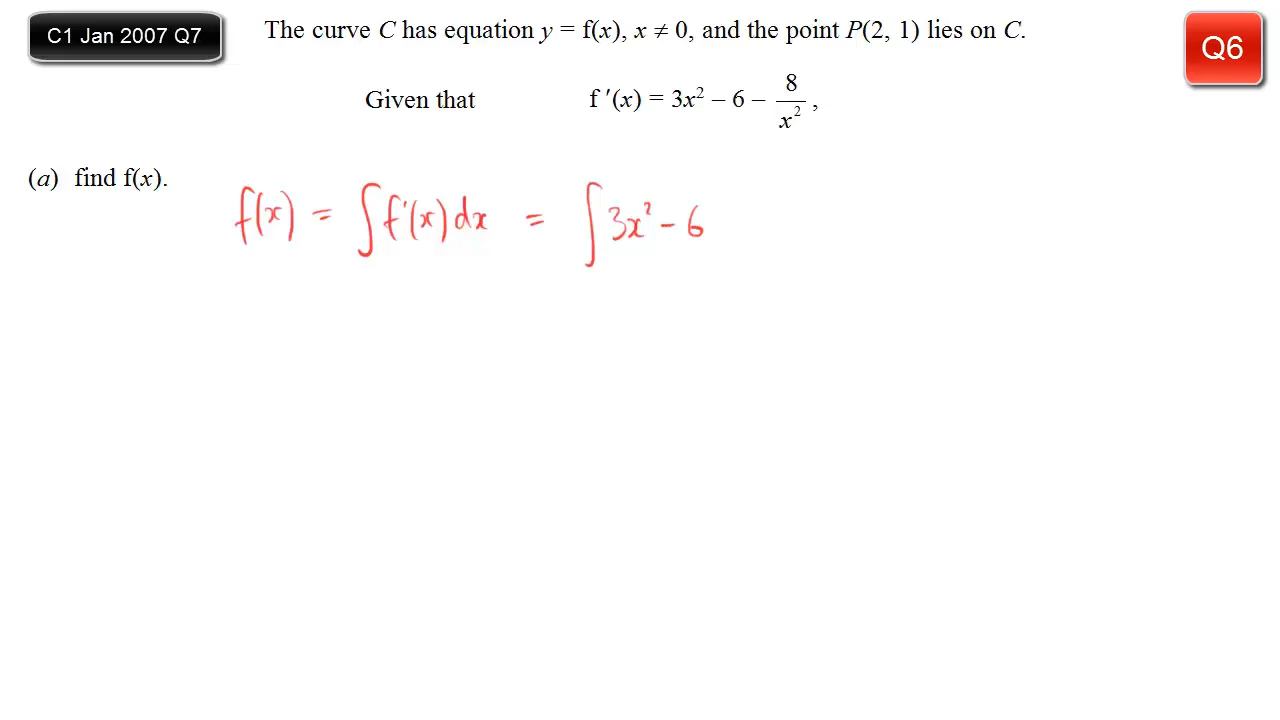 C1 Jan 2007 Q7
The curve C has equation y = f(x), x ≠ 0, and the point P(2, 1) lies on C.
Q6
Given that f ′(x) = 3x² – 6 – 8/x² ,
(a) find f(x).
f(x) = ∫ f'(x) dx = ∫ 3x² – 6